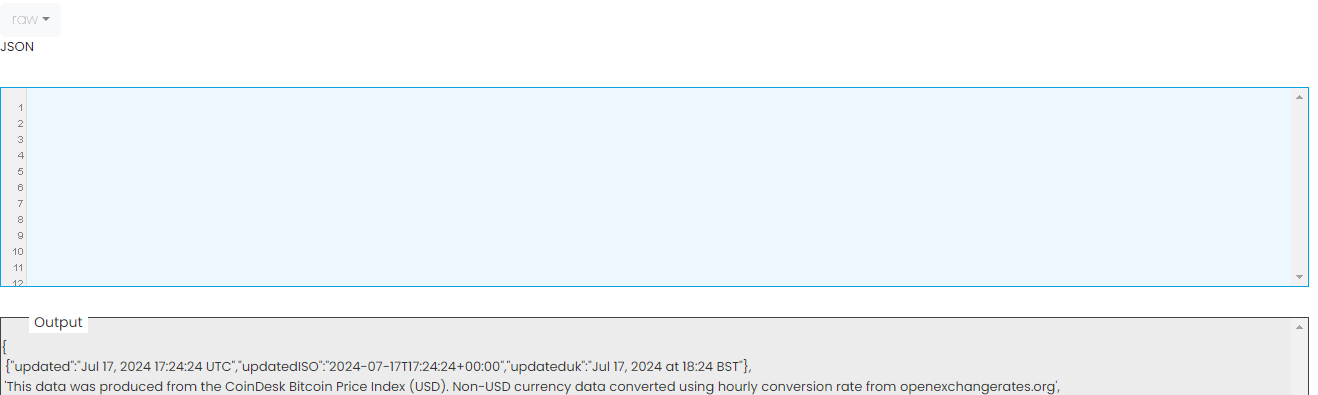 raw
JSON
1
2
3
4
5
6
7
8
9
10
11
12
Output
{
{"updated":"Jul 17, 2024 17:24:24 UTC","updatedISO":"2024-07-17T17:24:24+00:00","updateduk":"Jul 17, 2024 at 18:24 BST"},
'This data was produced from the CoinDesk Bitcoin Price Index (USD). Non-USD currency data converted using hourly conversion rate from openexchangerates.org',